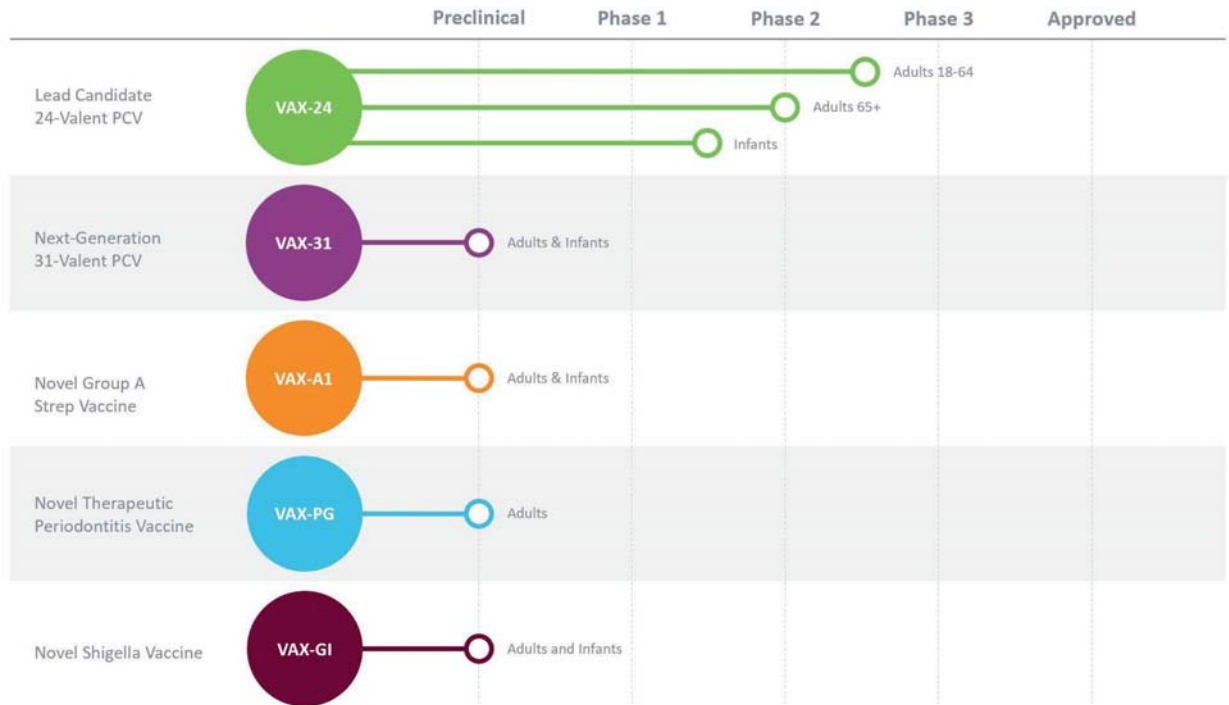 Preclinical Phase 1 Phase 2 Phase 3 Approved
Lead Candidate
24-Valent PCV
VAX-24
Adults 18-64
Adults 65+
Infants
Next-Generation
31-Valent PCV
VAX-31
Adults & Infants
Novel Group A
Strep Vaccine
VAX-A1
Adults & Infants
Novel Therapeutic
Periodontitis Vaccine
VAX-PG
Adults
Novel Shigella Vaccine
VAX-GI
Adults and Infants